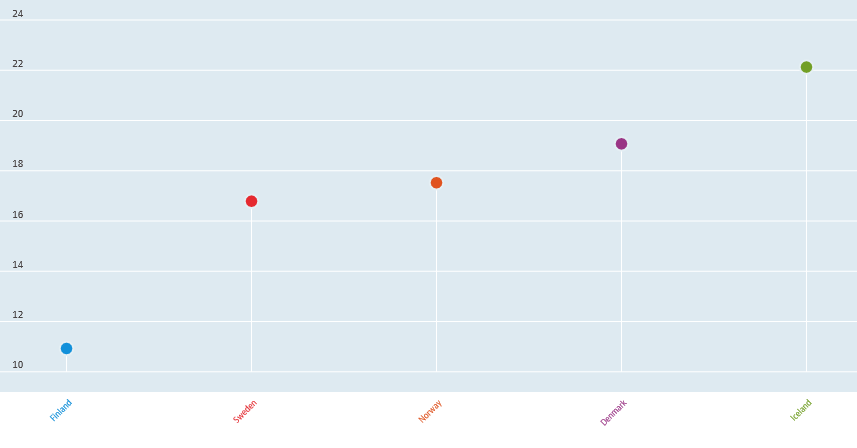 24
22
20
18
16
14
12
10
Finland
Sweden
Norway
Denmark
Iceland